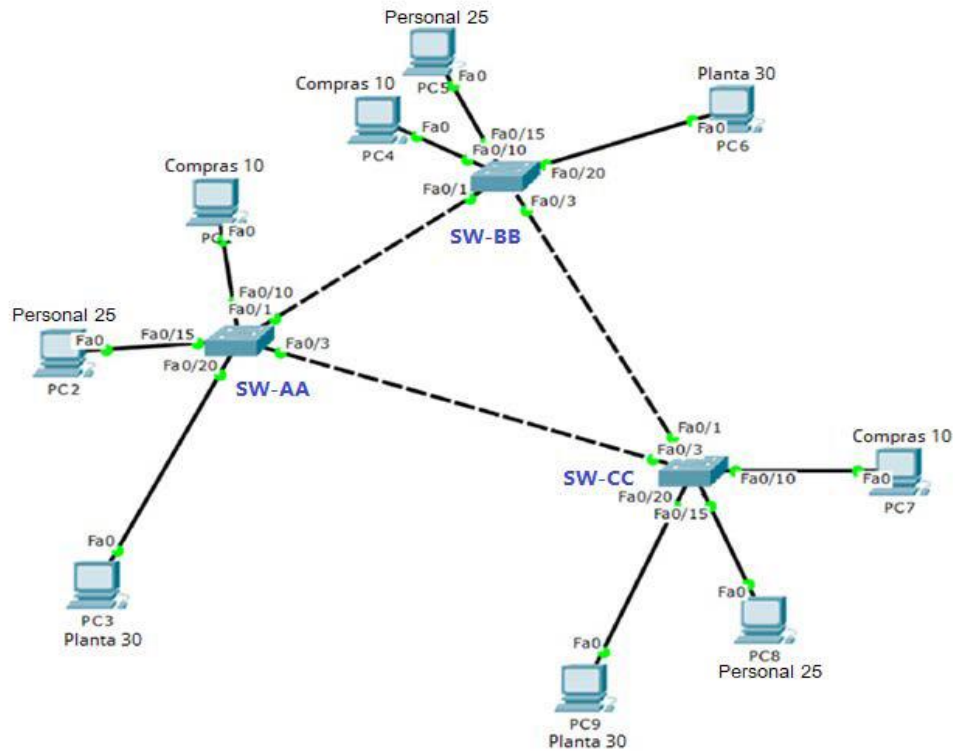 Personal 25
Fa0
PC5
Compras 10
Fa0
PC4
Planta 30
Fa0
PC6
Fa0/15
Fa0/10
Fa0/20
Fa0/1
Fa0/3
SW-BB
Compras 10
Fa0
Fa0/10
Fa0/1
Personal 25
Fa0
PC2
Fa0/15
Fa0/3
Fa0/20
SW-AA
Fa0/1
Fa0/3
SW-CC
Fa0/10
Fa0/20
Fa0/15
Compras 10
Fa0
PC7
Fa0
PC3
Planta 30
Fa0
PC8
Personal 25
Fa0
PC9
Planta 30